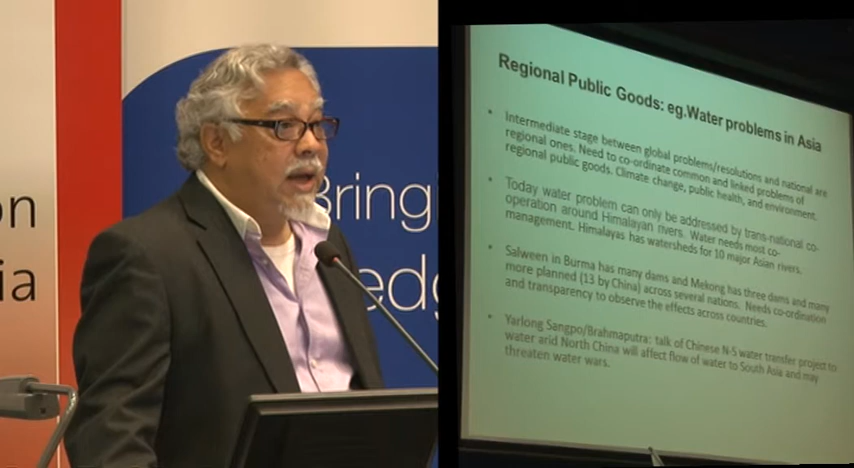 on
ia
Bringi
edg
Regional Public Goods: eg.Water problems in Asia
• Intermediate stage between global problems/resolutions and national are
regional ones. Need to co-ordinate common and linked problems of
regional public goods. Climate change, public health, and environment.
• Today water problem can only be addressed by trans-national co-
operation around Himalayan rivers. Water needs most co-
management. Himalayas has watersheds for 10 major Asian rivers.
• Salween in Burma has many dams and Mekong has three dams and many
more planned (13 by China) across several nations. Needs co-ordination
and transparency to observe the effects across countries.
• Yarlong Sangpo/Brahmaputra: talk of Chinese N-S water transfer project to
water arid North China will affect flow of water to South Asia and may
threaten water wars.